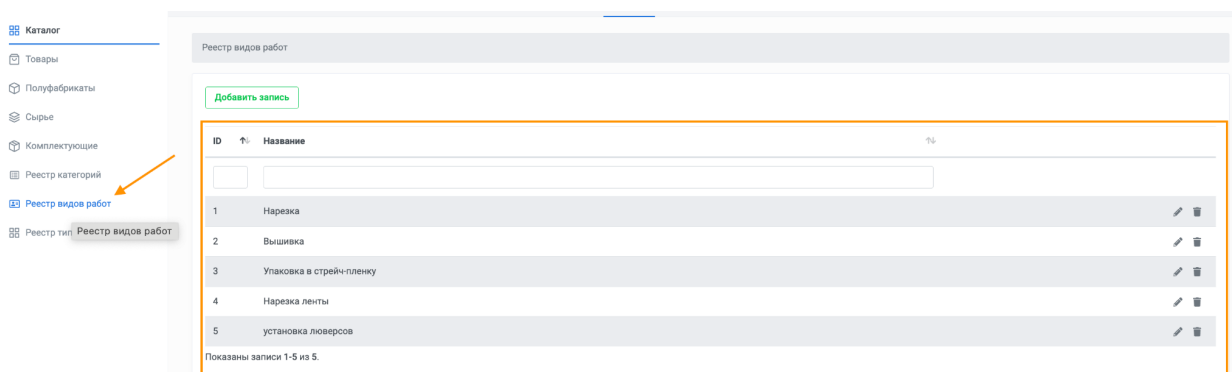 Каталог
Товары
Полуфабрикаты
Сырье
Комплектующие
Реестр категорий
Реестр видов работ
Реестр тип
Реестр видов работ
Реестр видов работ
Добавить запись
ID Название
1 Нарезка
2 Вышивка
3 Упаковка в стрейч-пленку
4 Нарезка ленты
5 установка люверсов
Показаны записи 1-5 из 5.